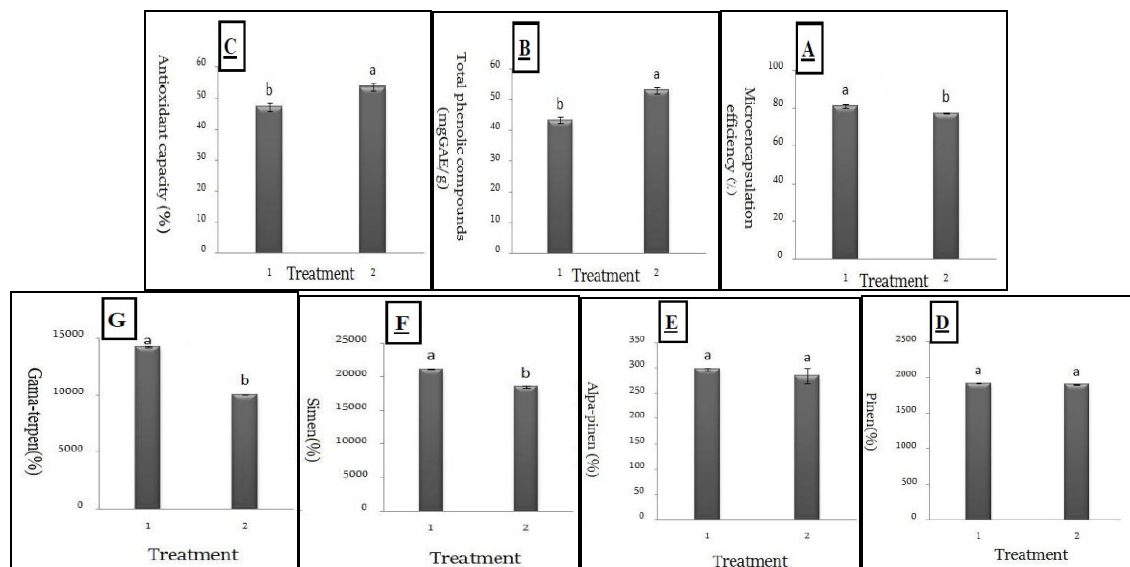 C
Antioxidant capacity (%)
60
50
40
30
20
10
0
b
a
1 Treatment 2
B
Total phenolic compounds
(mgGAE/g)
60
50
40
30
20
10
0
b
a
1 Treatment 2
A
Microencapsulation
efficiency (%)
100
80
60
40
20
0
a
b
1 Treatment 2
G
Gama-terpen(%)
15000
10000
5000
0
a
b
1 2
Treatment
F
Simen(%)
25000
20000
15000
10000
5000
0
a
b
1 2
Treatment
E
Alpa-pinen (%)
350
300
250
200
150
100
50
0
a
a
1 2
Treatment
D
Pinen(%)
2500
2000
1500
1000
500
0
a
a
1 2
Treatment